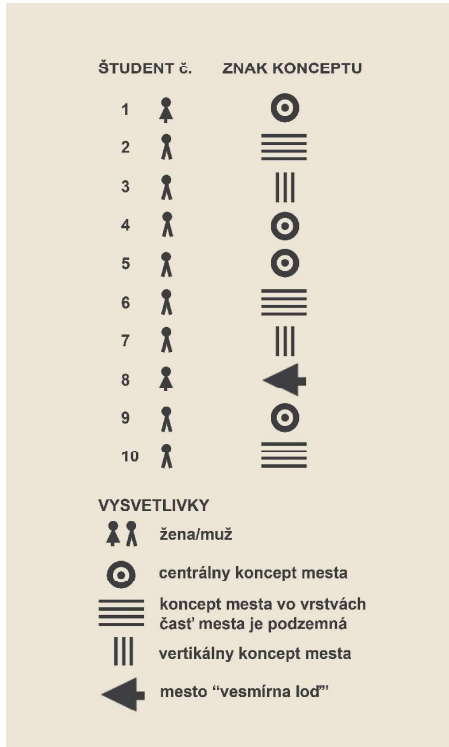 ŠTUDENT č. ZNAK KONCEPTU
1
2
3
4
5
6
7
8
9
10
VYSVETLIVKY
žena/muž
centrálny koncept mesta
koncept mesta vo vrstvách
časť mesta je podzemná
vertikálny koncept mesta
mesto “vesmírna loď”'